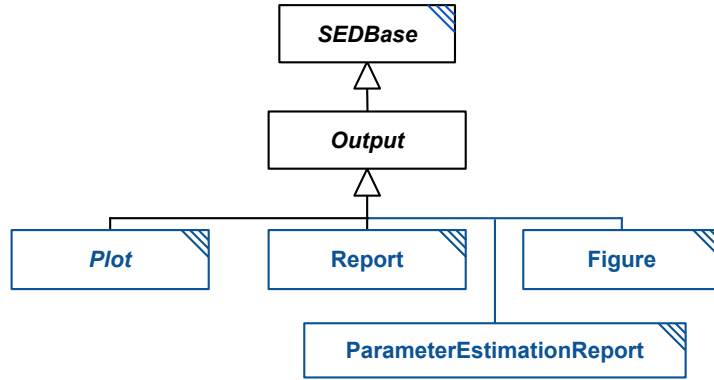 SEDBase
Output
Plot
Report
Figure
ParameterEstimationReport